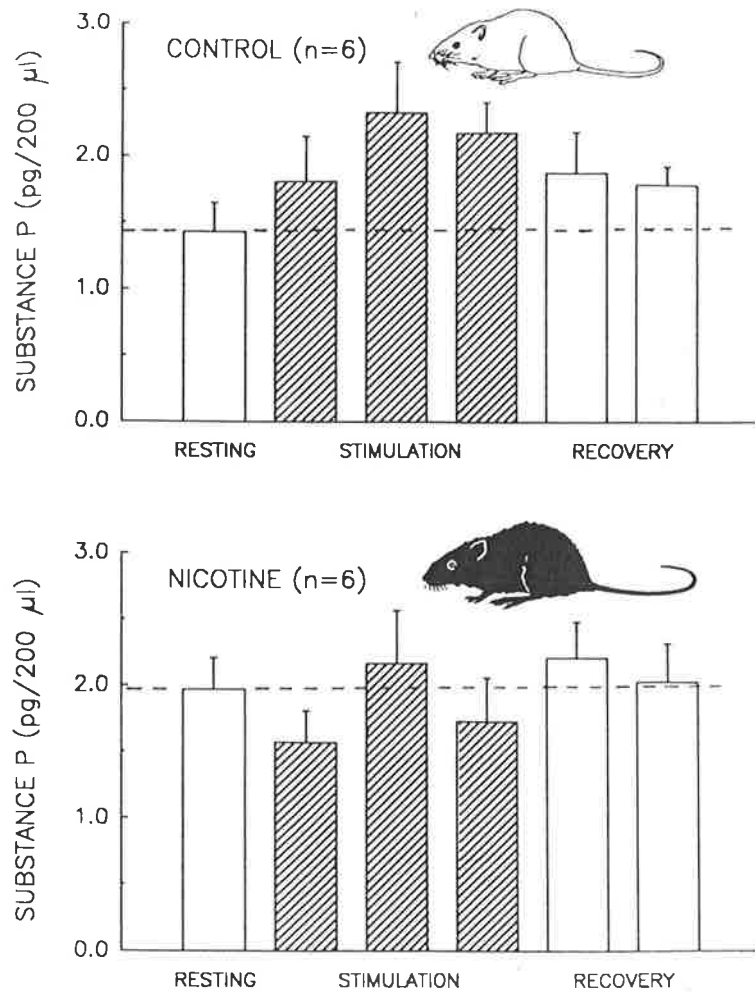 SUBSTANCE P (pg/200 μl)
3.0
2.0
1.0
0.0
CONTROL (n=6)
RESTING STIMULATION RECOVERY
SUBSTANCE P (pg/200 μl)
3.0
2.0
1.0
0.0
NICOTINE (n=6)
RESTING STIMULATION RECOVERY